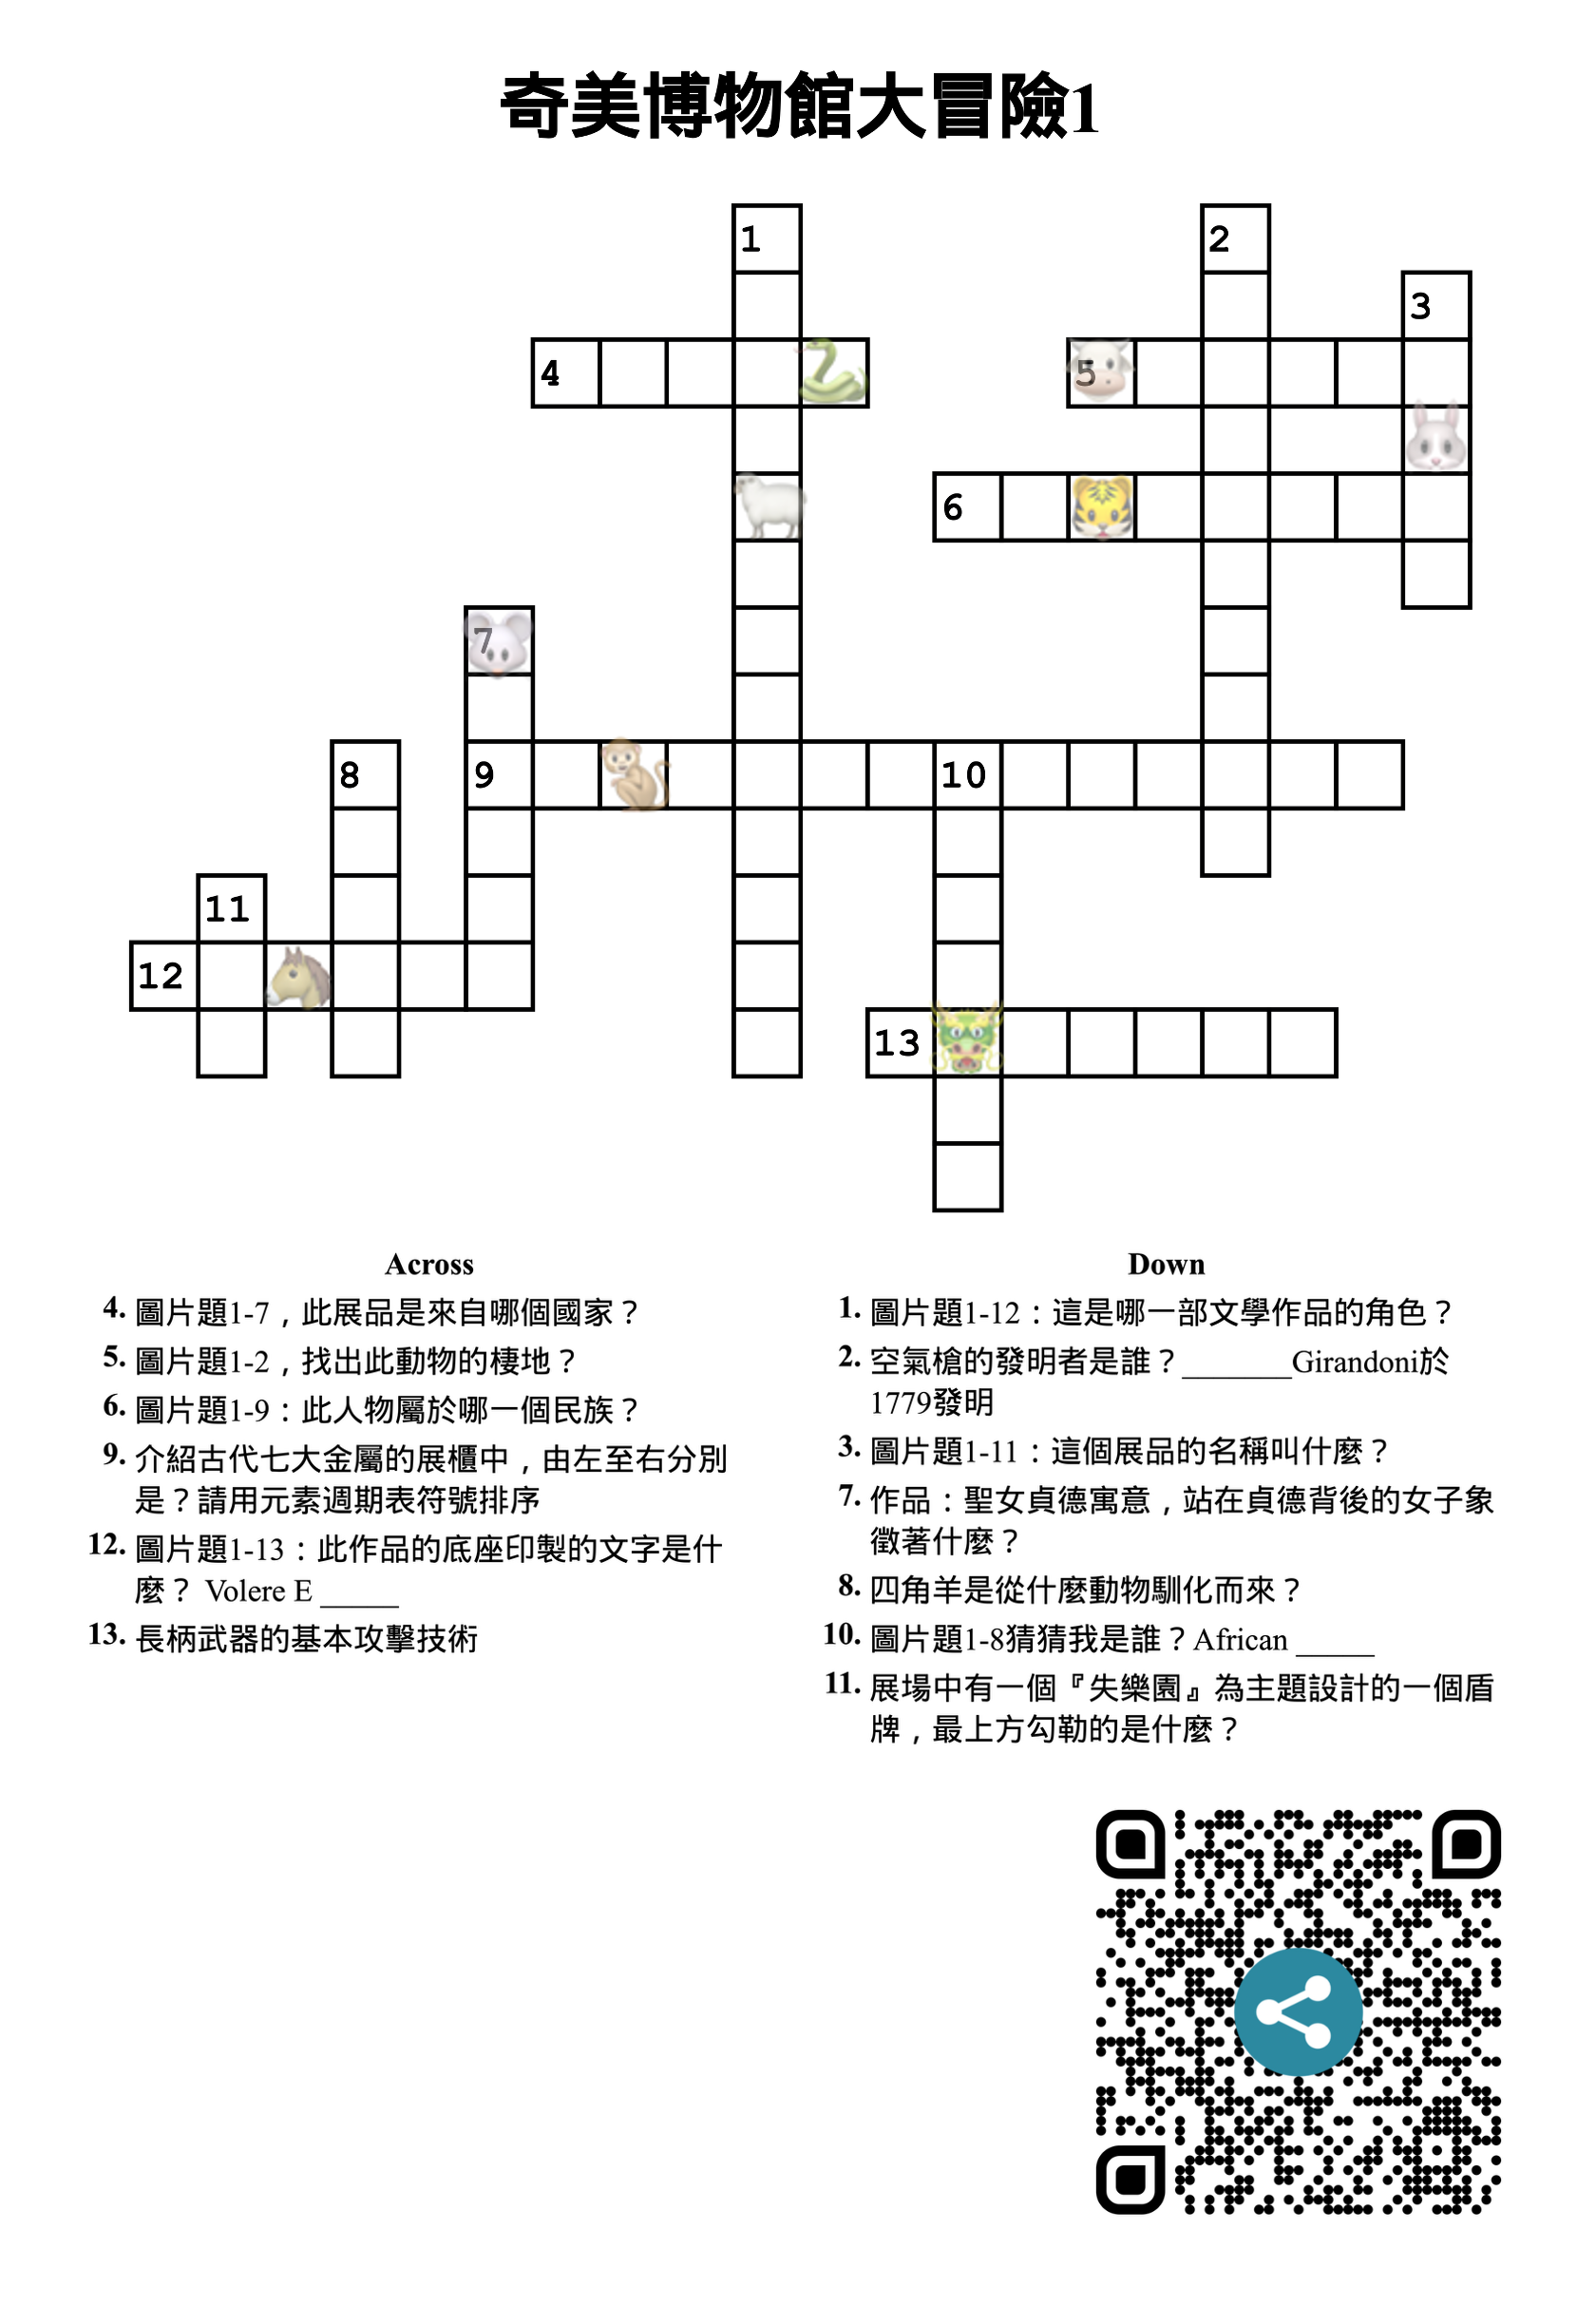 奇美博物館大冒險1
1
2
3
4
5
6
7
8
9
10
11
12
13
Across
4. 圖片題1-7，此展品是來自哪個國家？
5. 圖片題1-2，找出此動物的棲地？
6. 圖片題1-9：此人物屬於哪一個民族？
9. 介紹古代七大金屬的展櫃中，由左至右分別
是？請用元素週期表符號排序
12. 圖片題1-13：此作品的底座印製的文字是什
麼？ Volere E _____
13. 長柄武器的基本攻擊技術
Down
1. 圖片題1-12：這是哪一部文學作品的角色？
2. 空氣槍的發明者是誰？_______Girandoni於
1779發明
3. 圖片題1-11：這個展品的名稱叫什麼？
7. 作品：聖女貞德寓意，站在貞德背後的女子象
徵著什麼？
8. 四角羊是從什麼動物馴化而來？
10. 圖片題1-8猜猜我是誰？African _____
11. 展場中有一個『失樂園』為主題設計的一個盾
牌，最上方勾勒的是什麼？